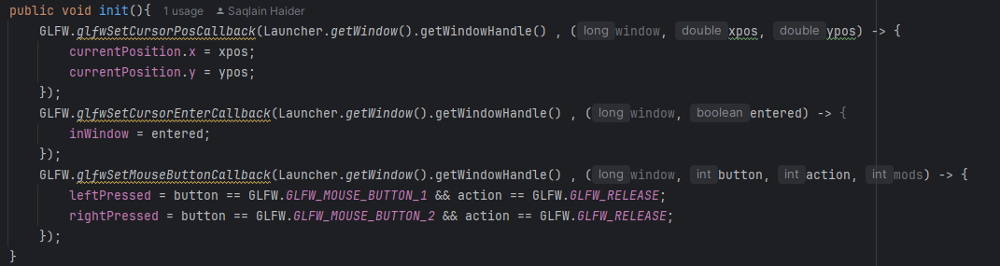 public void init(){ 1 usage Saqlain Haider
GLFW.glfwSetCursorPosCallback(Launcher.getWindow().getWindowHandle() , ( long window, double xpos, double ypos) -> {
currentPosition.x = xpos;
currentPosition.y = ypos;
});
GLFW.glfwSetCursorEnterCallback(Launcher.getWindow().getWindowHandle() , ( long window, boolean entered) -> {
inWindow = entered;
});
GLFW.glfwSetMouseButtonCallback(Launcher.getWindow().getWindowHandle() , ( long window, int button, int action, int mods) -> {
leftPressed = button == GLFW.GLFW_MOUSE_BUTTON_1 && action == GLFW.GLFW_RELEASE;
rightPressed = button == GLFW.GLFW_MOUSE_BUTTON_2 && action == GLFW.GLFW_RELEASE;
});
}